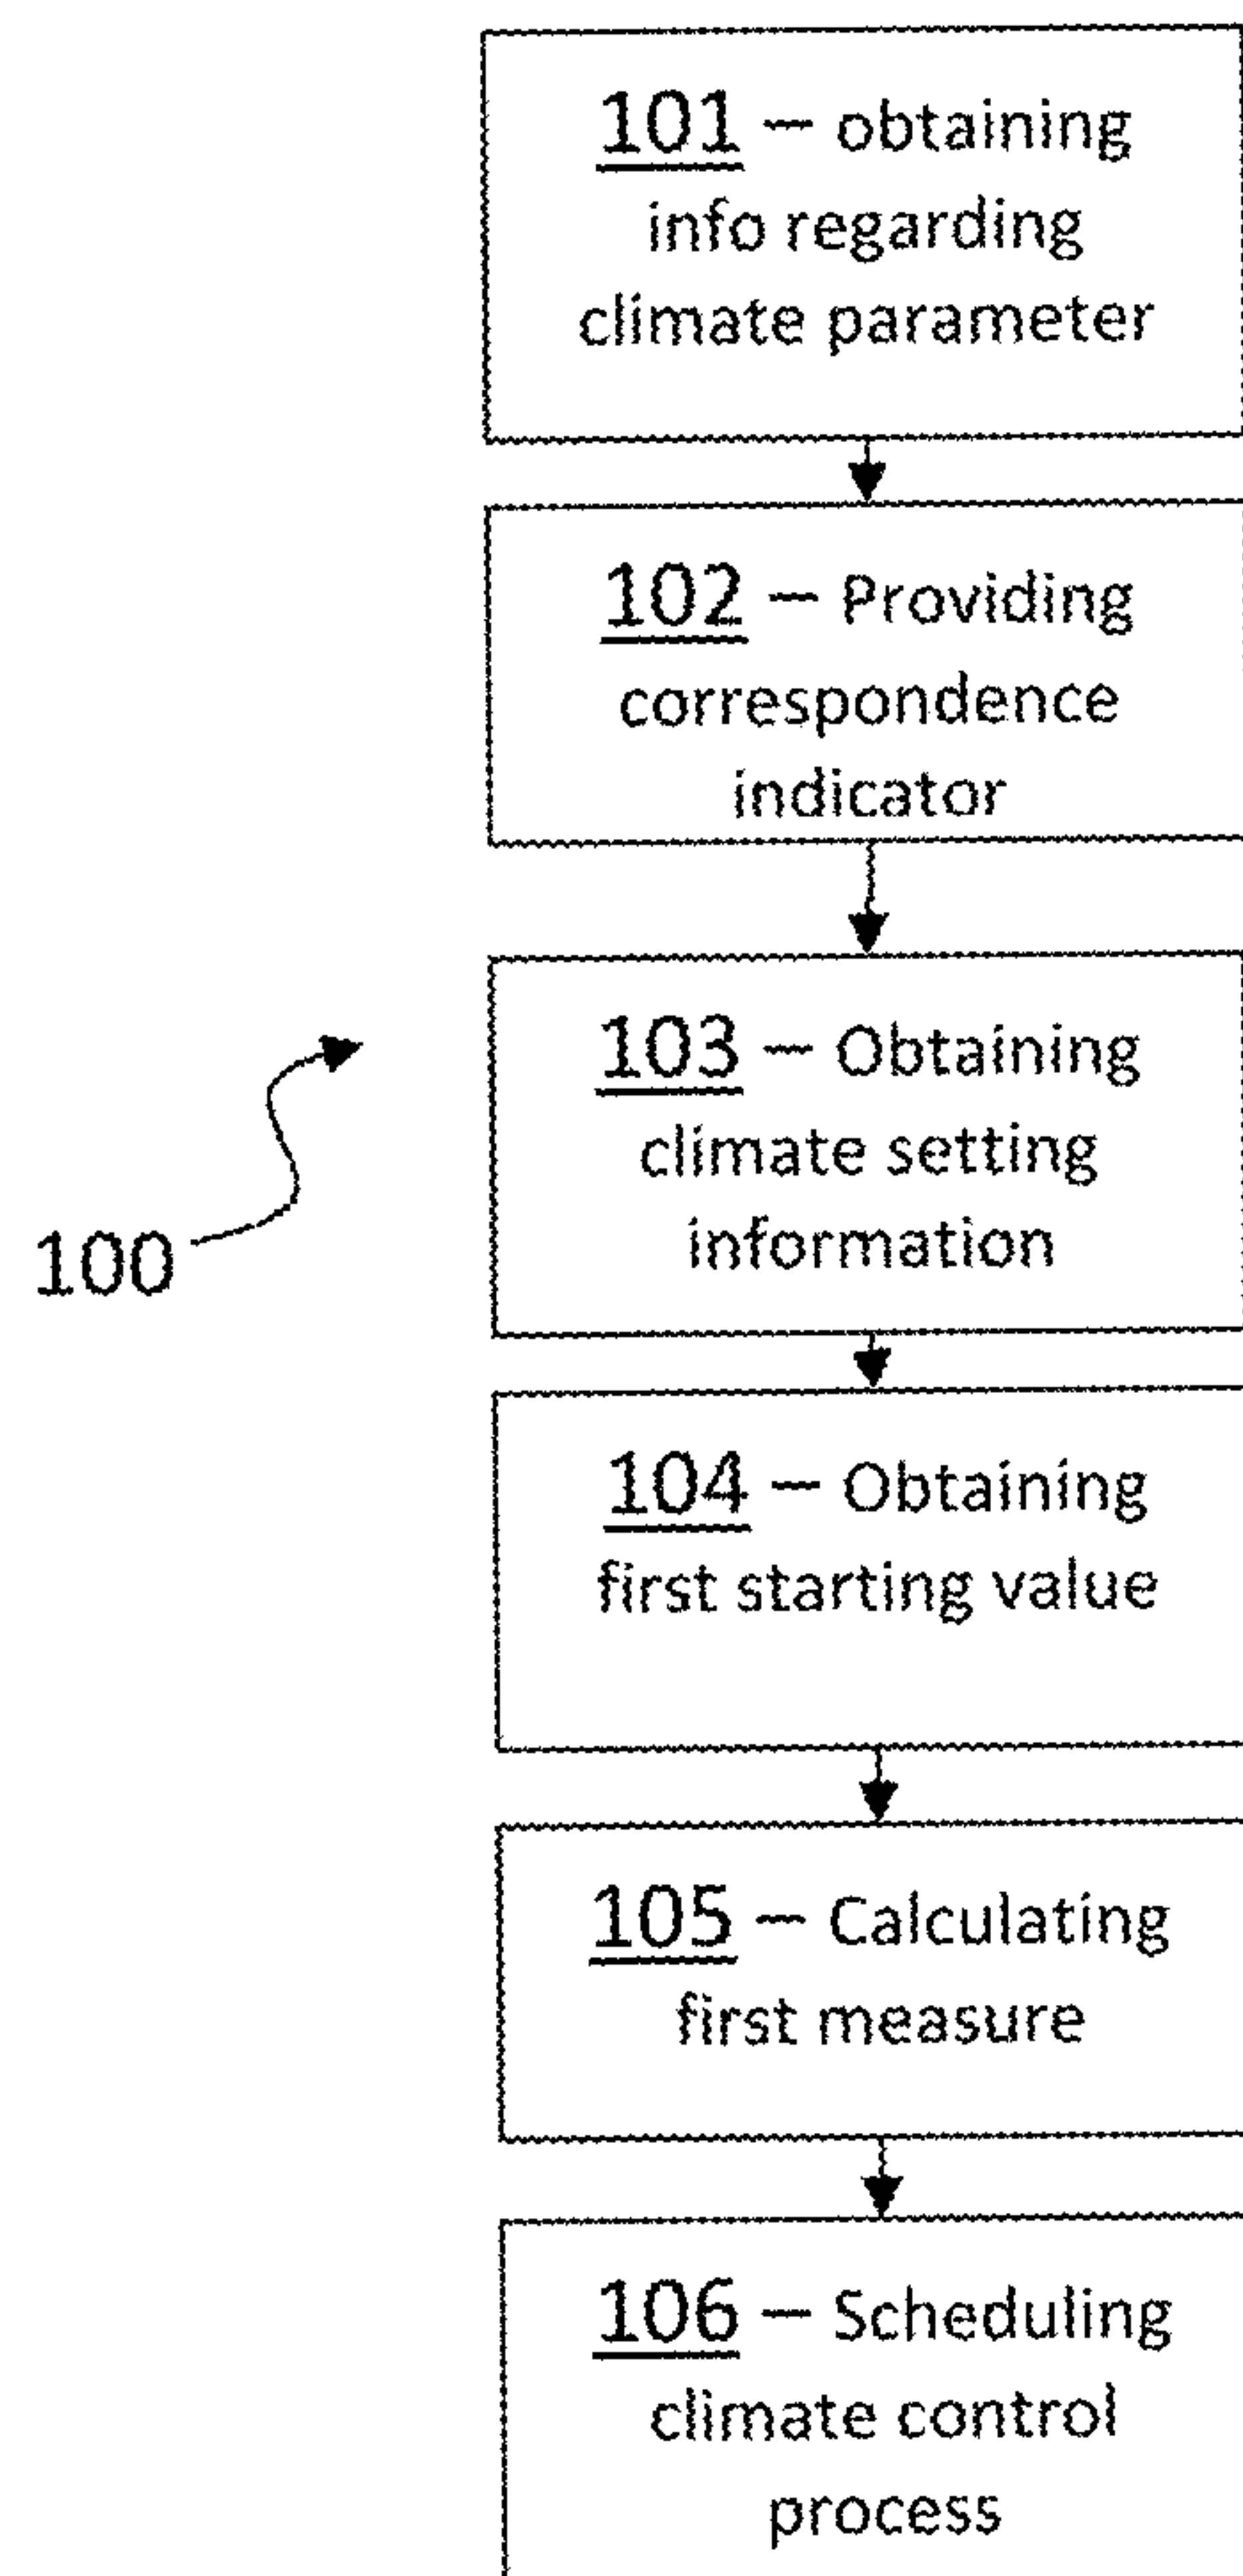 101 – obtaining
info regarding
climate parameter
102 – Providing
correspondence
indicator
103 – Obtaining
climate setting
information
100
104 – Obtaining
first starting value
105 – Calculating
first measure
106 – Scheduling
climate control
process